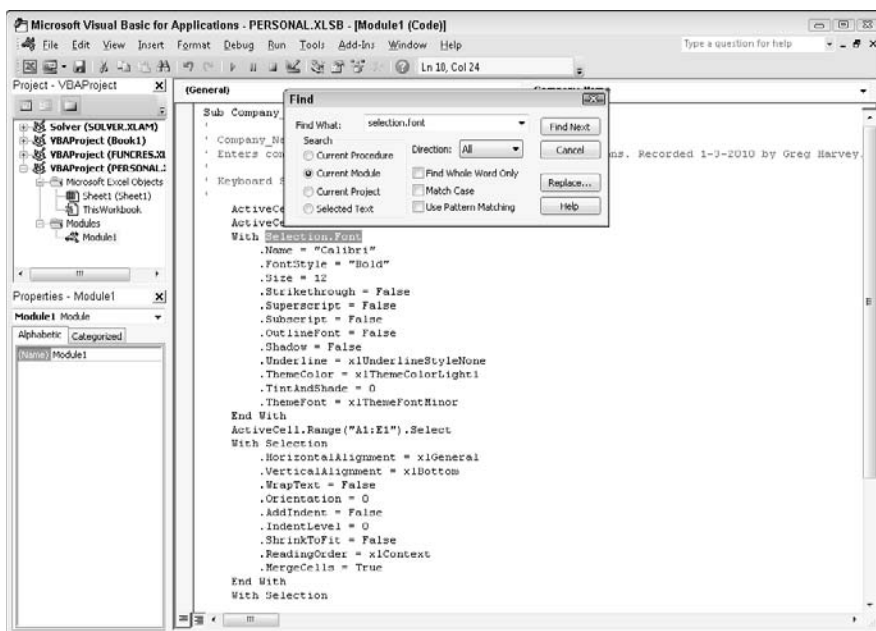 Microsoft Visual Basic for Applications - PERSONAL.XLSB - [Module1 (Code)]
File Edit View Insert Format Debug Run Tools Add-Ins Window Help
Type a question for help
Ln 10, Col 24
Project - VBAProject
Solver (SOLVER.XLAM)
VBAProject (Book1)
VBAProject (FUNCRES.XL
VBAProject (PERSONAL.
Microsoft Excel Objects
Sheet1 (Sheet1)
ThisWorkbook
Modules
Module1
Properties - Module1
Module1 Module
Alphabetic Categorized
(Name) Module1
(General)
Find
Find What: selection.font
Find Next
Search
Current Procedure
Current Module
Current Project
Selected Text
Direction: All
Find Whole Word Only
Match Case
Use Pattern Matching
Cancel
Replace...
Help
Sub Company_
' Company_Na
' Enters con ns. Recorded 1-3-2010 by Greg Harvey.
' Keyboard S
ActiveCe
ActiveCe
With Selection.Font
.Name = "Calibri"
.FontStyle = "Bold"
.Size = 12
.Strikethrough = False
.Superscript = False
.Subscript = False
.OutlineFont = False
.Shadow = False
.Underline = xlUnderlineStyleNone
.ThemeColor = xlThemeColorLight1
.TintAndShade = 0
.ThemeFont = xlThemeFontMinor
End With
ActiveCell.Range("A1:E1").Select
With Selection
.HorizontalAlignment = xlGeneral
.VerticalAlignment = xlBottom
.WrapText = False
.Orientation = 0
.AddIndent = False
.IndentLevel = 0
.ShrinkToFit = False
.ReadingOrder = xlContext
.MergeCells = True
End With
With Selection